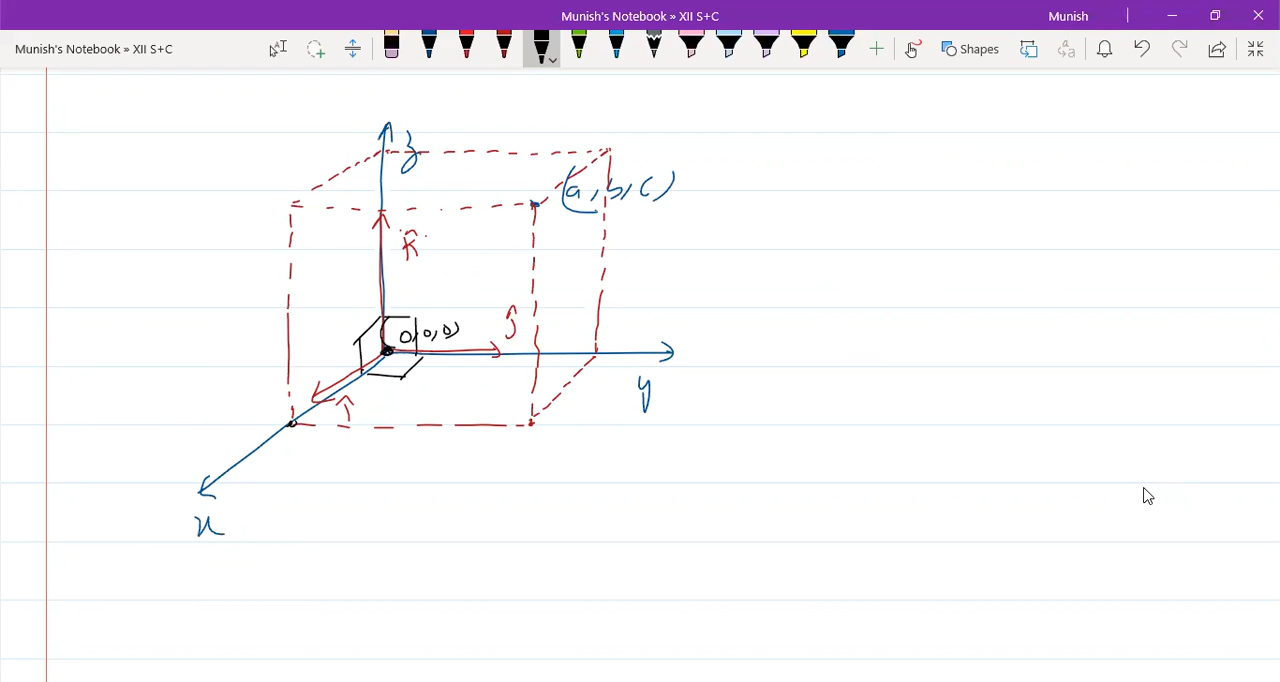 Munish's Notebook » XII S+C
Munish
Munish's Notebook » XII S+C
Shapes
z
(a, b, c)
k̂
ĵ
0, 0, 0)
î
y
x